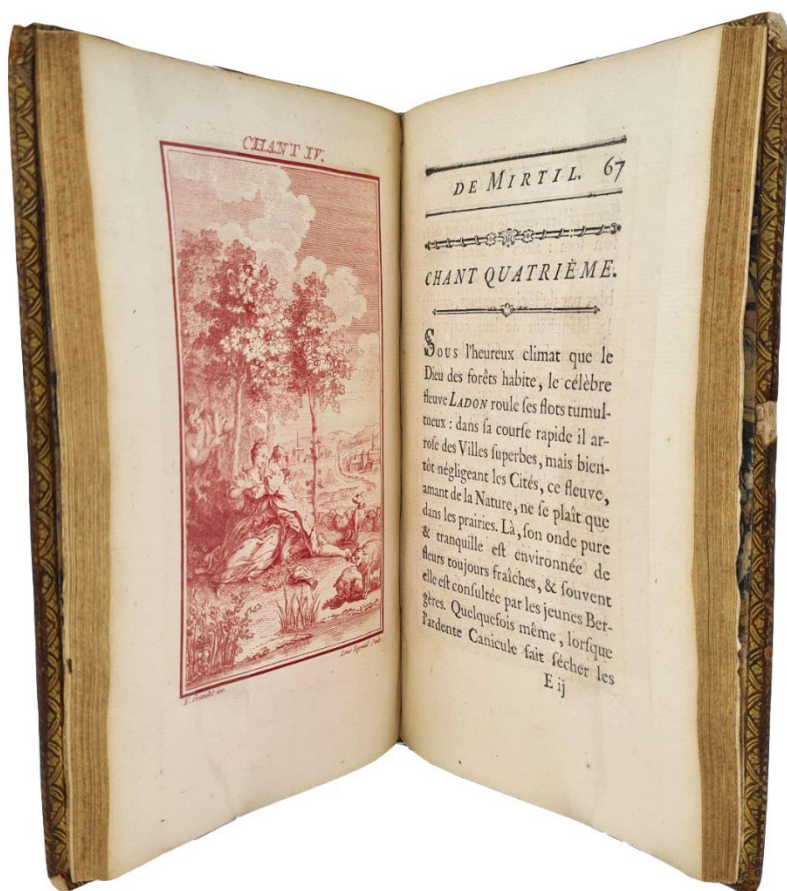 CHANT IV.
DE MIRTIL. 67
CHANT QUATRIÈME.
Sous l'heureux climat que le
Dieu des forêts habite, le célèbre
fleuve LADON roule ſes flots tumul-
tueux : dans ſa courſe rapide il ar-
roſe des Villes ſuperbes, mais bien-
tôt négligeant les Cités, ce fleuve,
amant de la Nature, ne ſe plaît que
dans les prairies. Là, ſon onde pure
& tranquille eſt environnée de
fleurs toujours fraîches, & ſouvent
elle eſt conſultée par les jeunes Ber-
gères. Quelquefois même, lorſque
l'ardente Canicule fait ſécher les
E ij